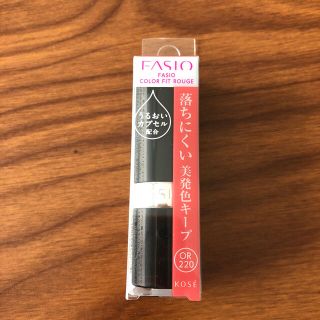 FASIO
FASIO
COLOR FIT ROUGE
うるおい
カプセル
配合
落ちにくい
美発色キープ
OR
220
KOSÉ